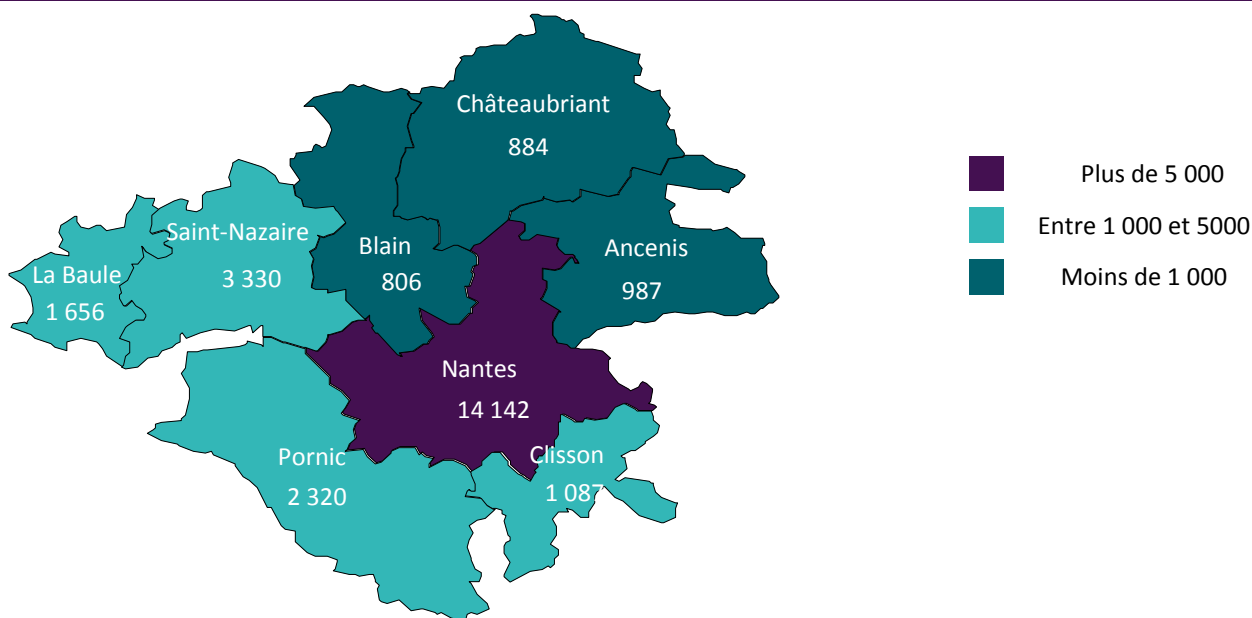 Châteaubriant
884
Saint-Nazaire
3 330
Blain
806
Ancenis
987
La Baule
1 656
Nantes
14 142
Pornic
2 320
Clisson
1 087
Plus de 5 000
Entre 1 000 et 5000
Moins de 1 000